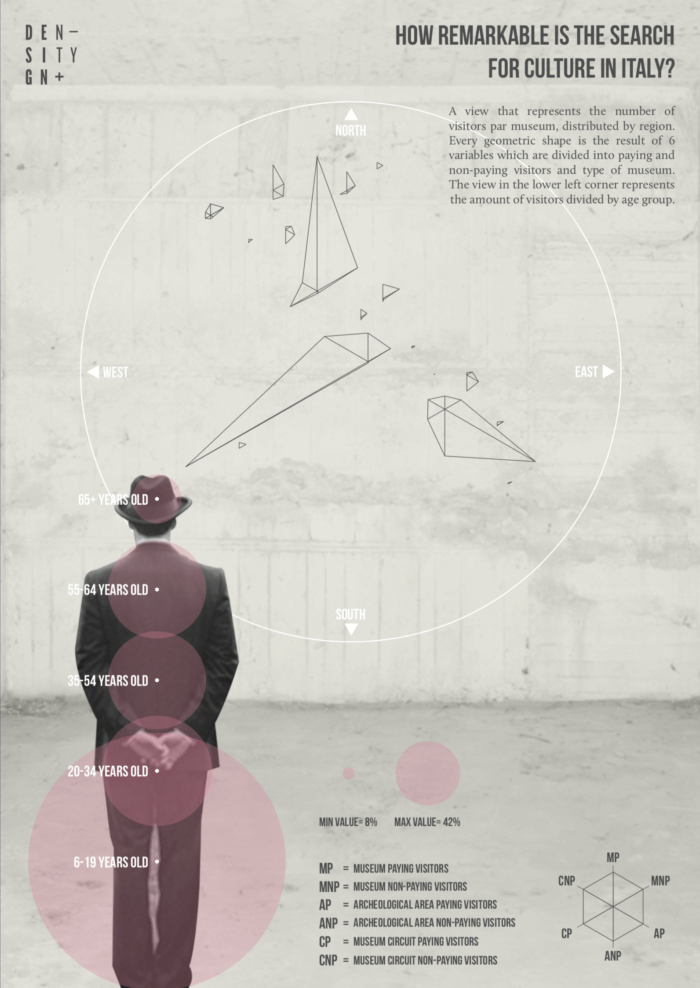 DEN–
SITY
GN+
HOW REMARKABLE IS THE SEARCH
FOR CULTURE IN ITALY?
A view that represents the number of
visitors par museum, distributed by region.
Every geometric shape is the result of 6
variables which are divided into paying and
non-paying visitors and type of museum.
The view in the lower left corner represents
the amount of visitors divided by age group.
NORTH
WEST
EAST
SOUTH
65+ YEARS OLD
55-64 YEARS OLD
35-54 YEARS OLD
20-34 YEARS OLD
6-19 YEARS OLD
MIN VALUE= 8% MAX VALUE= 42%
MP = MUSEUM PAYING VISITORS
MNP = MUSEUM NON-PAYING VISITORS
AP = ARCHEOLOGICAL AREA PAYING VISITORS
ANP = ARCHEOLOGICAL AREA NON-PAYING VISITORS
CP = MUSEUM CIRCUIT PAYING VISITORS
CNP = MUSEUM CIRCUIT NON-PAYING VISITORS
MP
CNP MNP
CP AP
ANP